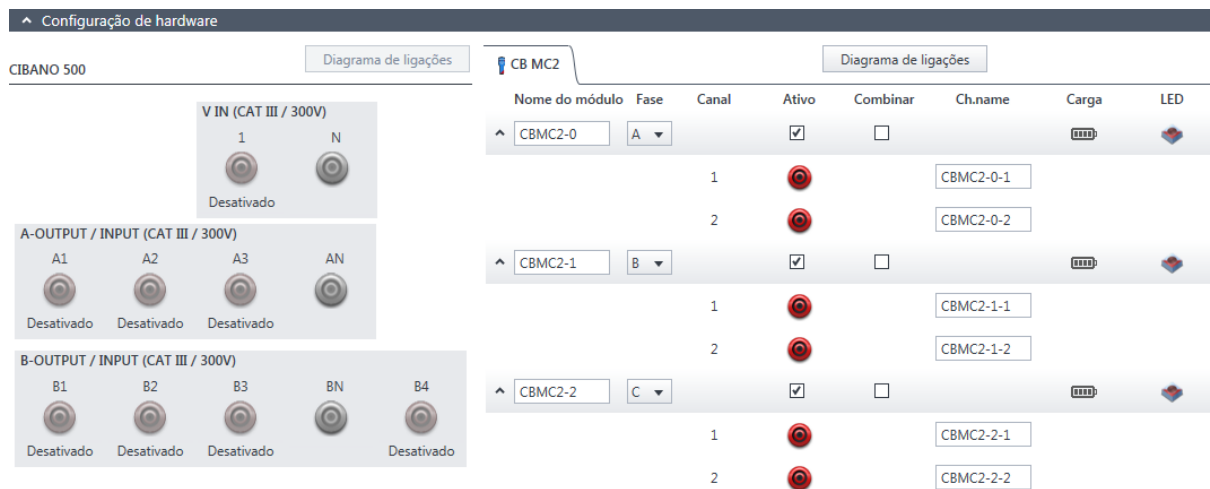 Configuração de hardware
CIBANO 500
Diagrama de ligações
V IN (CAT III / 300V)
1 N
Desativado
A-OUTPUT / INPUT (CAT III / 300V)
A1 A2 A3 AN
Desativado Desativado Desativado
B-OUTPUT / INPUT (CAT III / 300V)
B1 B2 B3 BN B4
Desativado Desativado Desativado Desativado
CB MC2
Diagrama de ligações
Nome do módulo Fase Canal Ativo Combinar Ch.name Carga LED
CBMC2-0 A
1 CBMC2-0-1
2 CBMC2-0-2
CBMC2-1 B
1 CBMC2-1-1
2 CBMC2-1-2
CBMC2-2 C
1 CBMC2-2-1
2 CBMC2-2-2